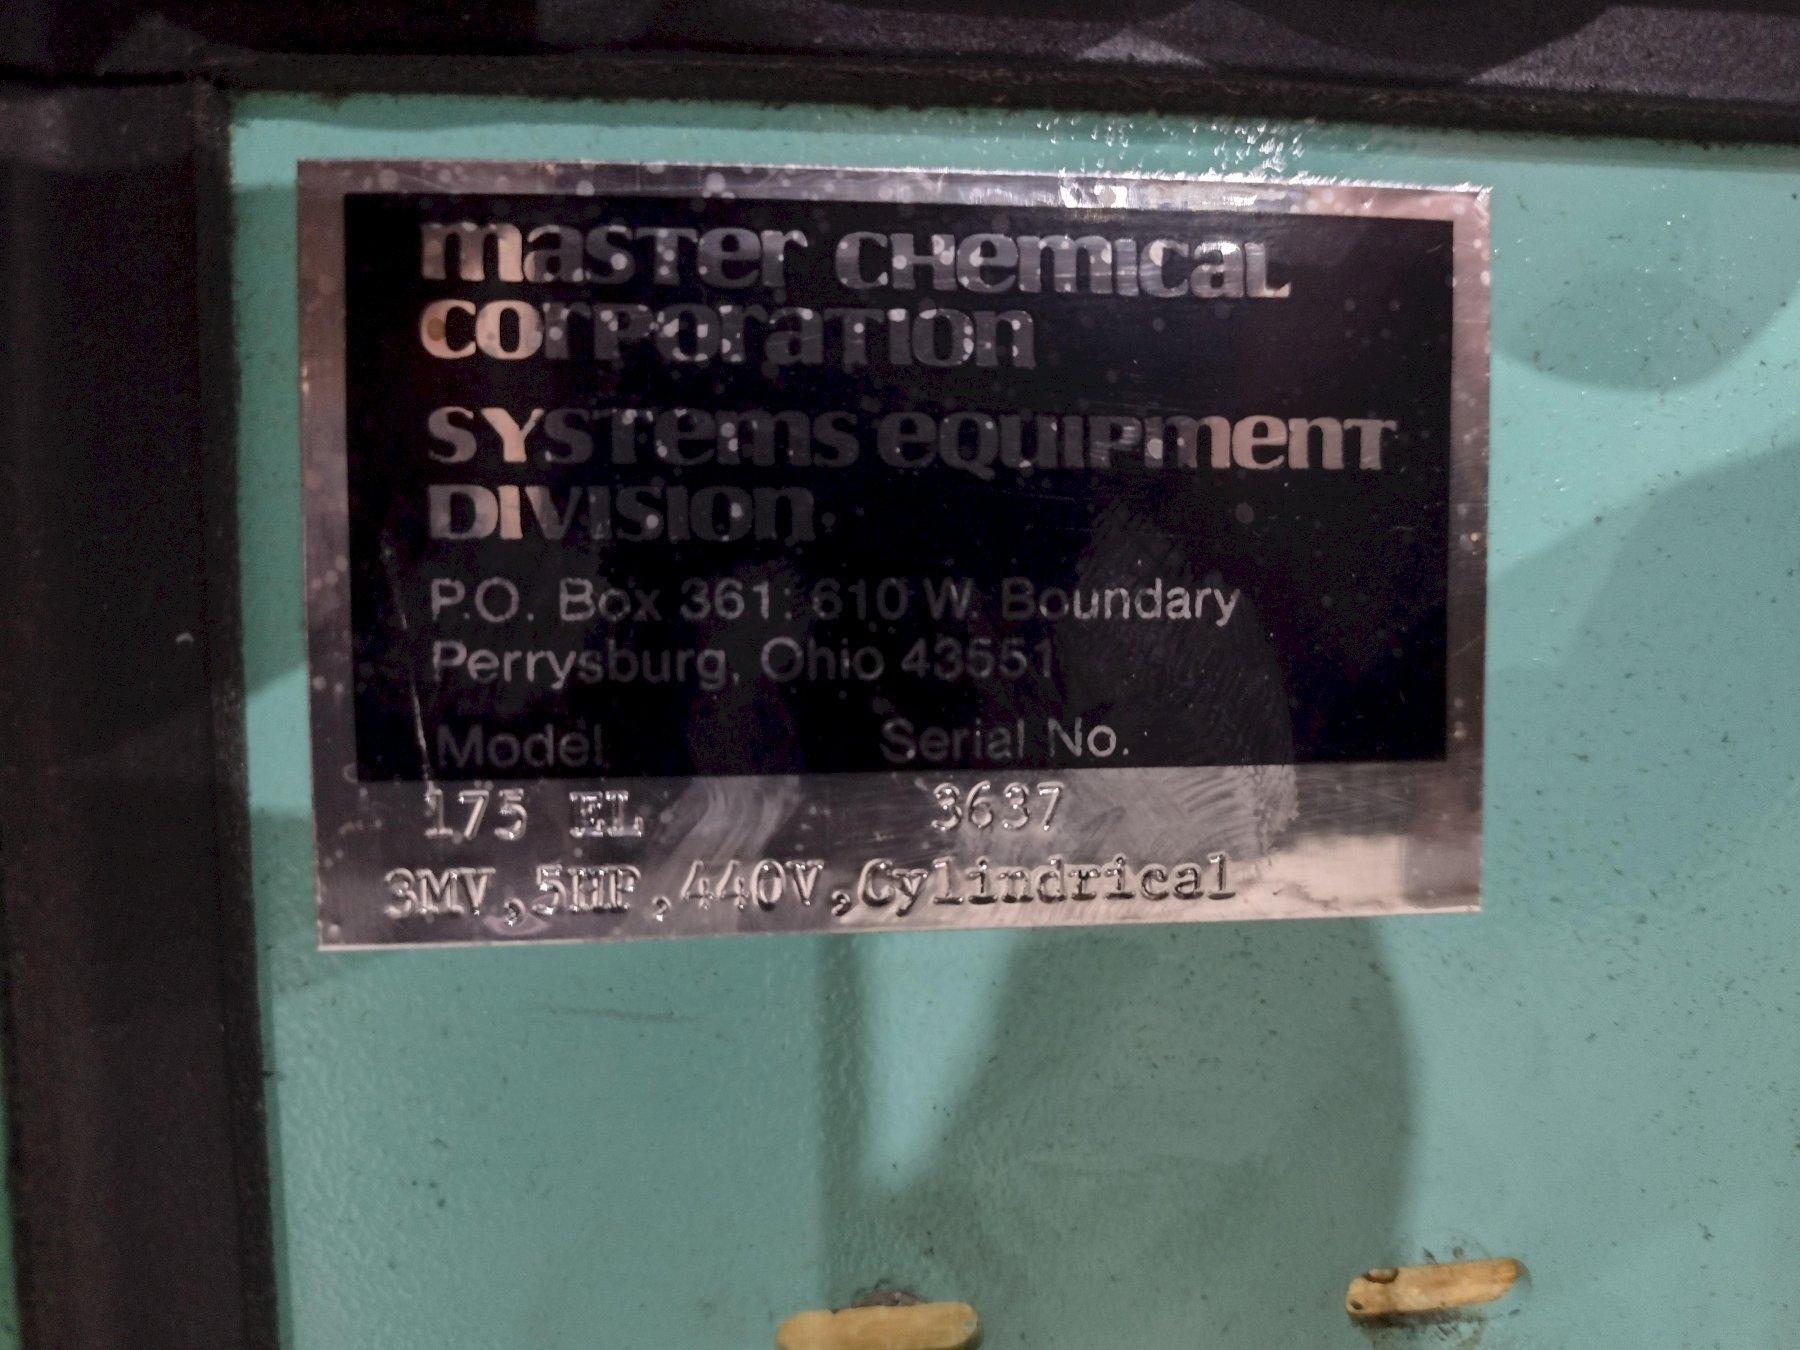 master chemical
corporation
systems equipment
division
P.O. Box 361: 610 W. Boundary
Perrysburg, Ohio 43551
Model Serial No.
175 EL 3637
3MV,5HP,440V,Cylindrical